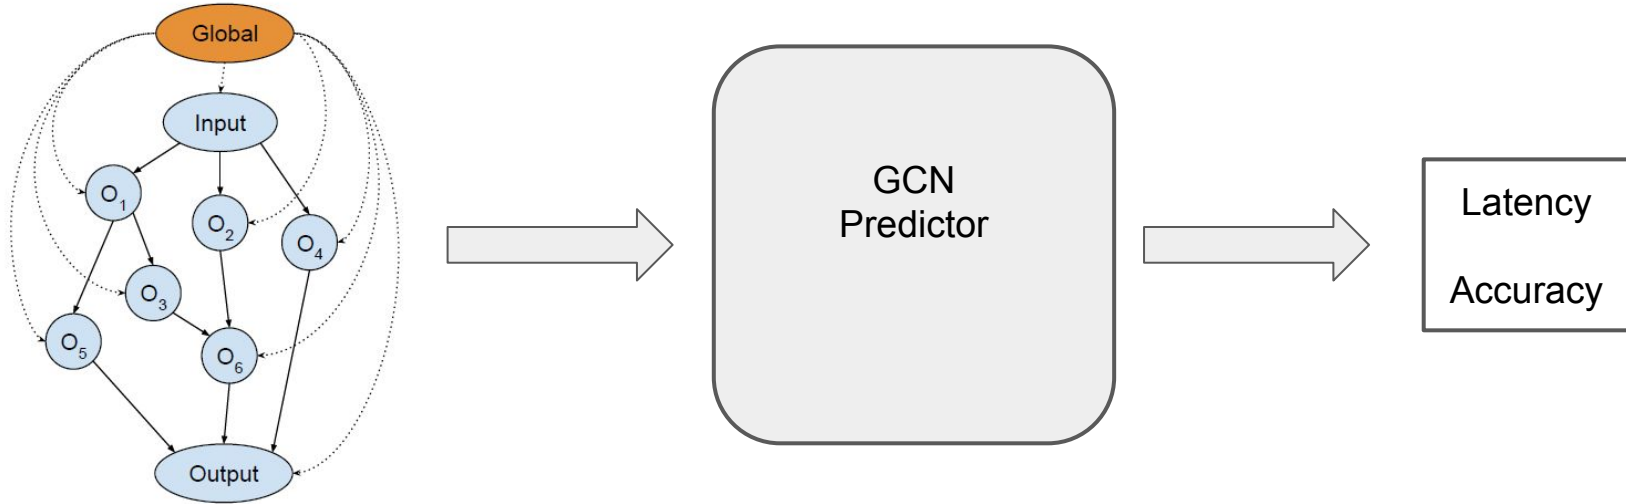 Global
Input
O1
O2
O4
O3
O5
O6
Output
GCN
Predictor
Latency
Accuracy